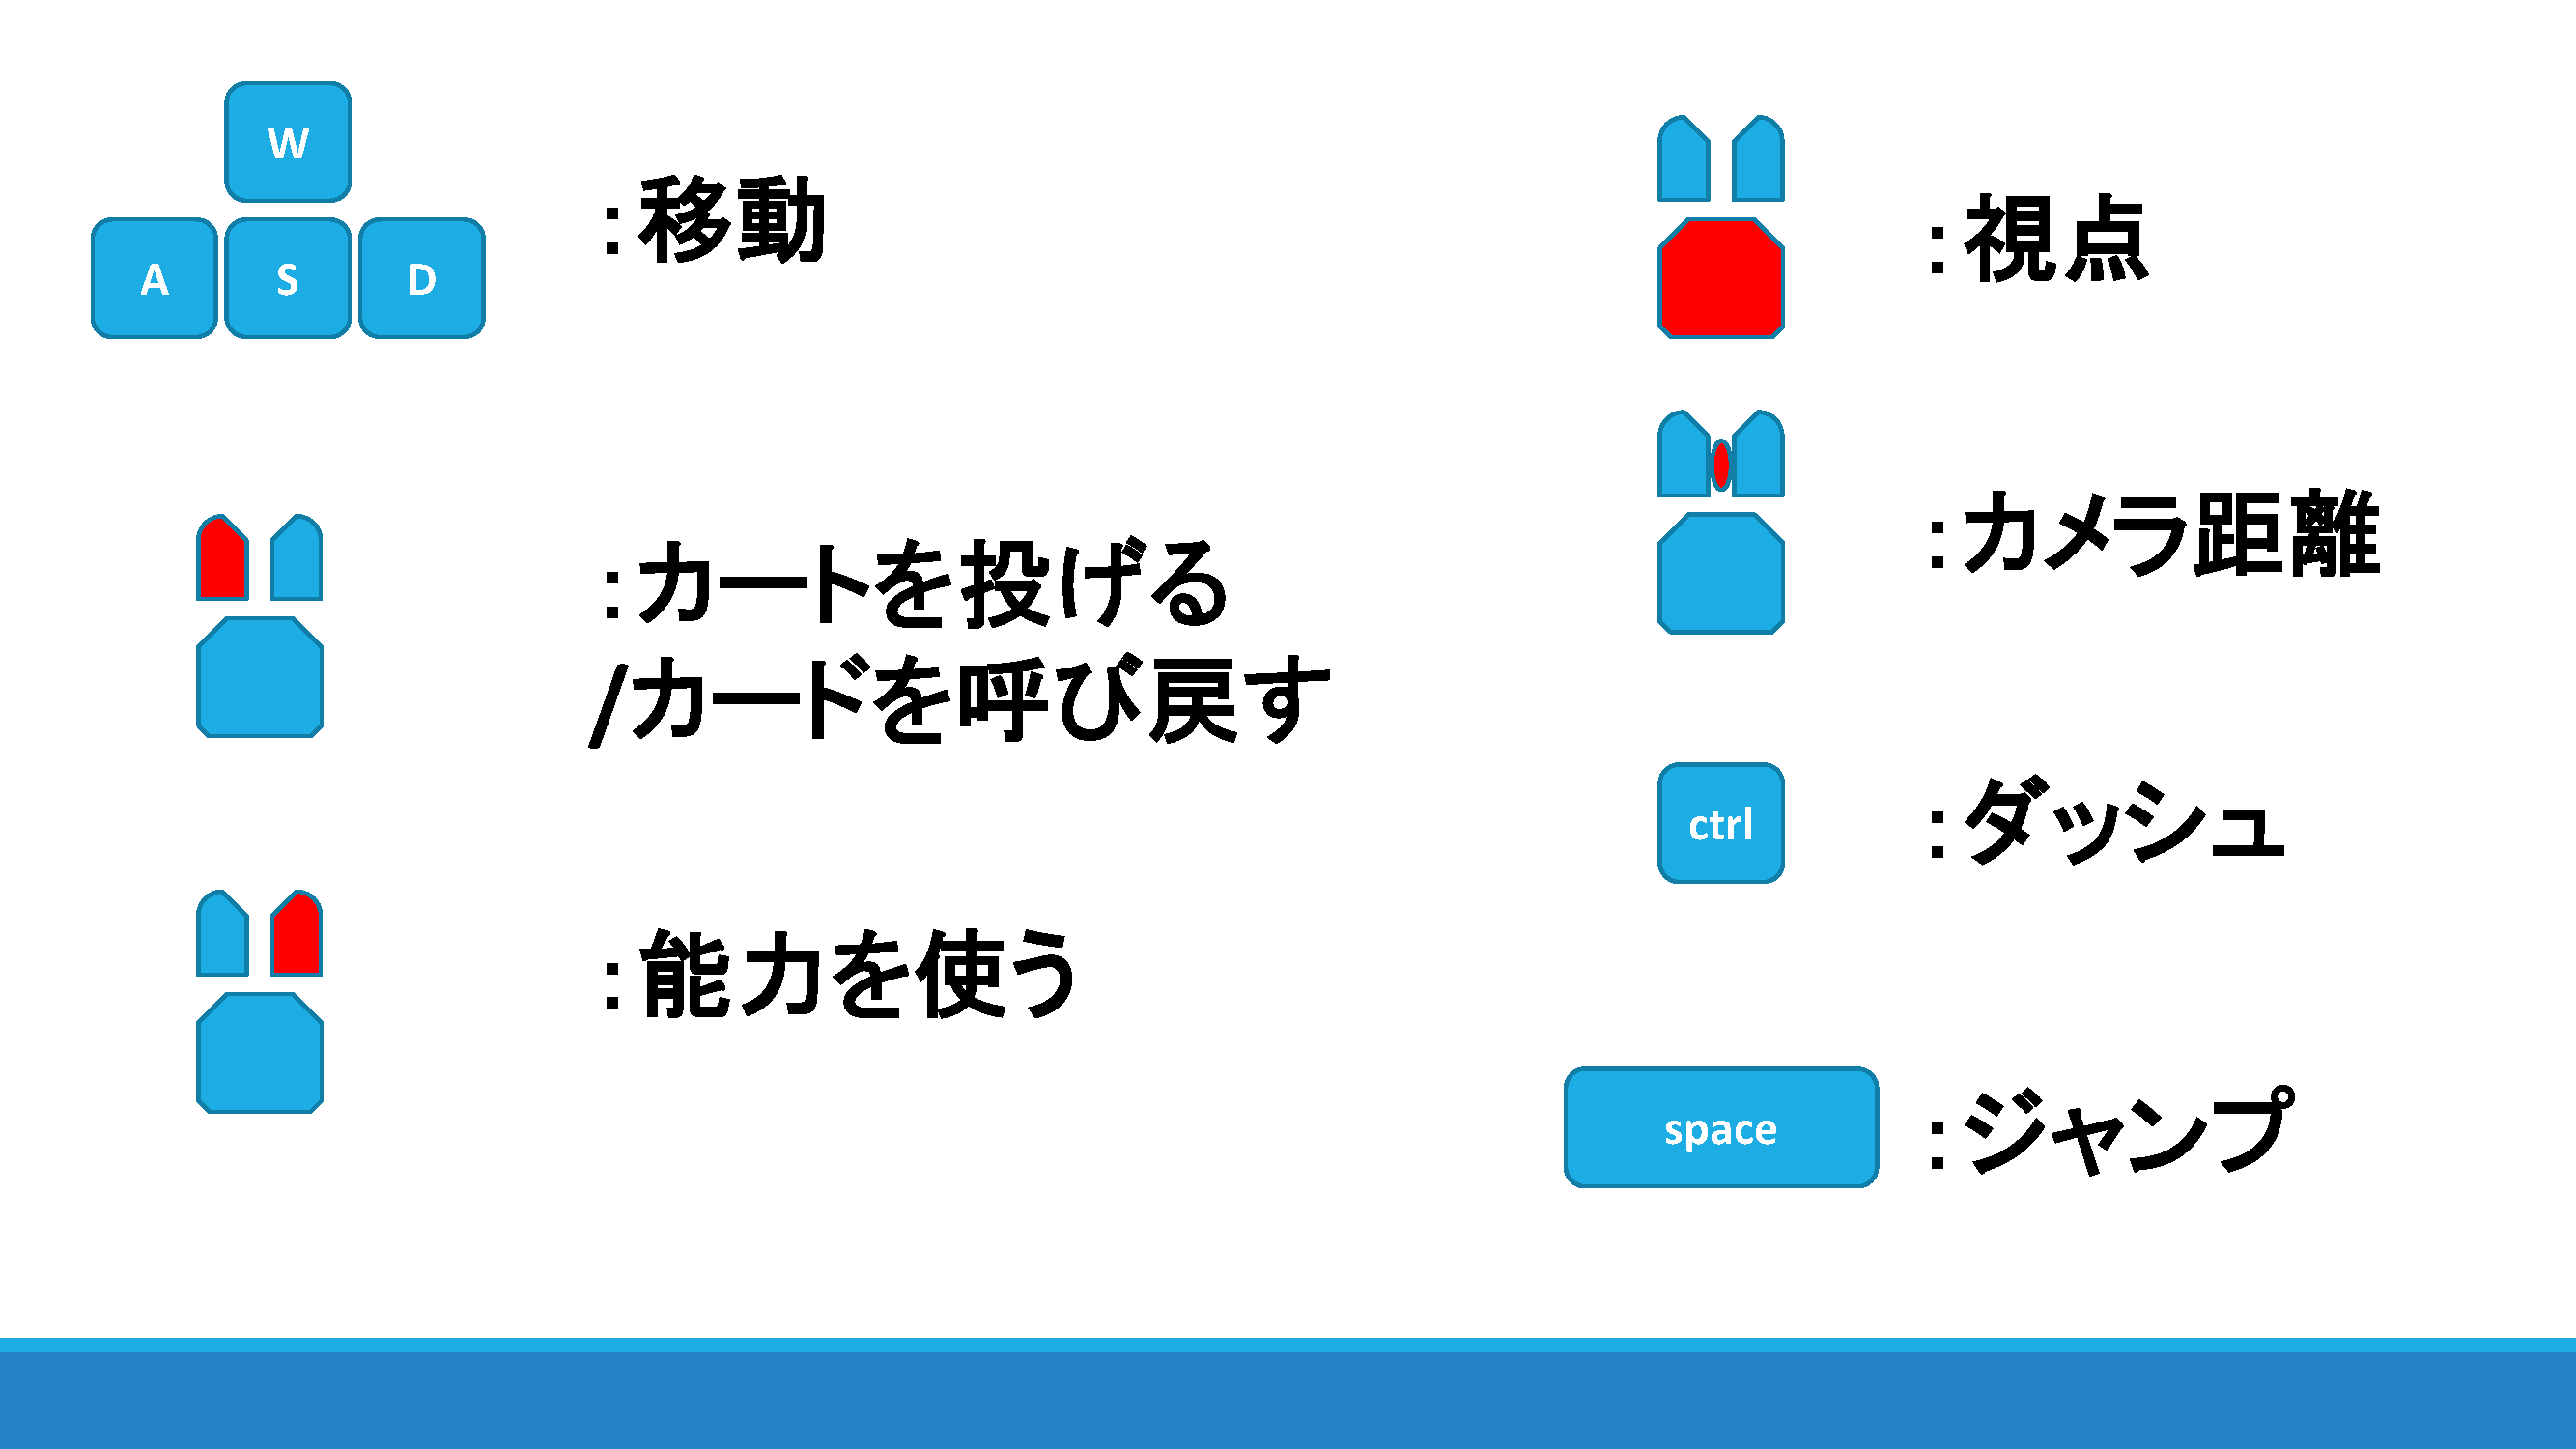 W
A S D
:移動
:カートを投げる
/カードを呼び戻す
:能力を使う
:視点
:カメラ距離
ctrl
:ダッシュ
space
:ジャンプ